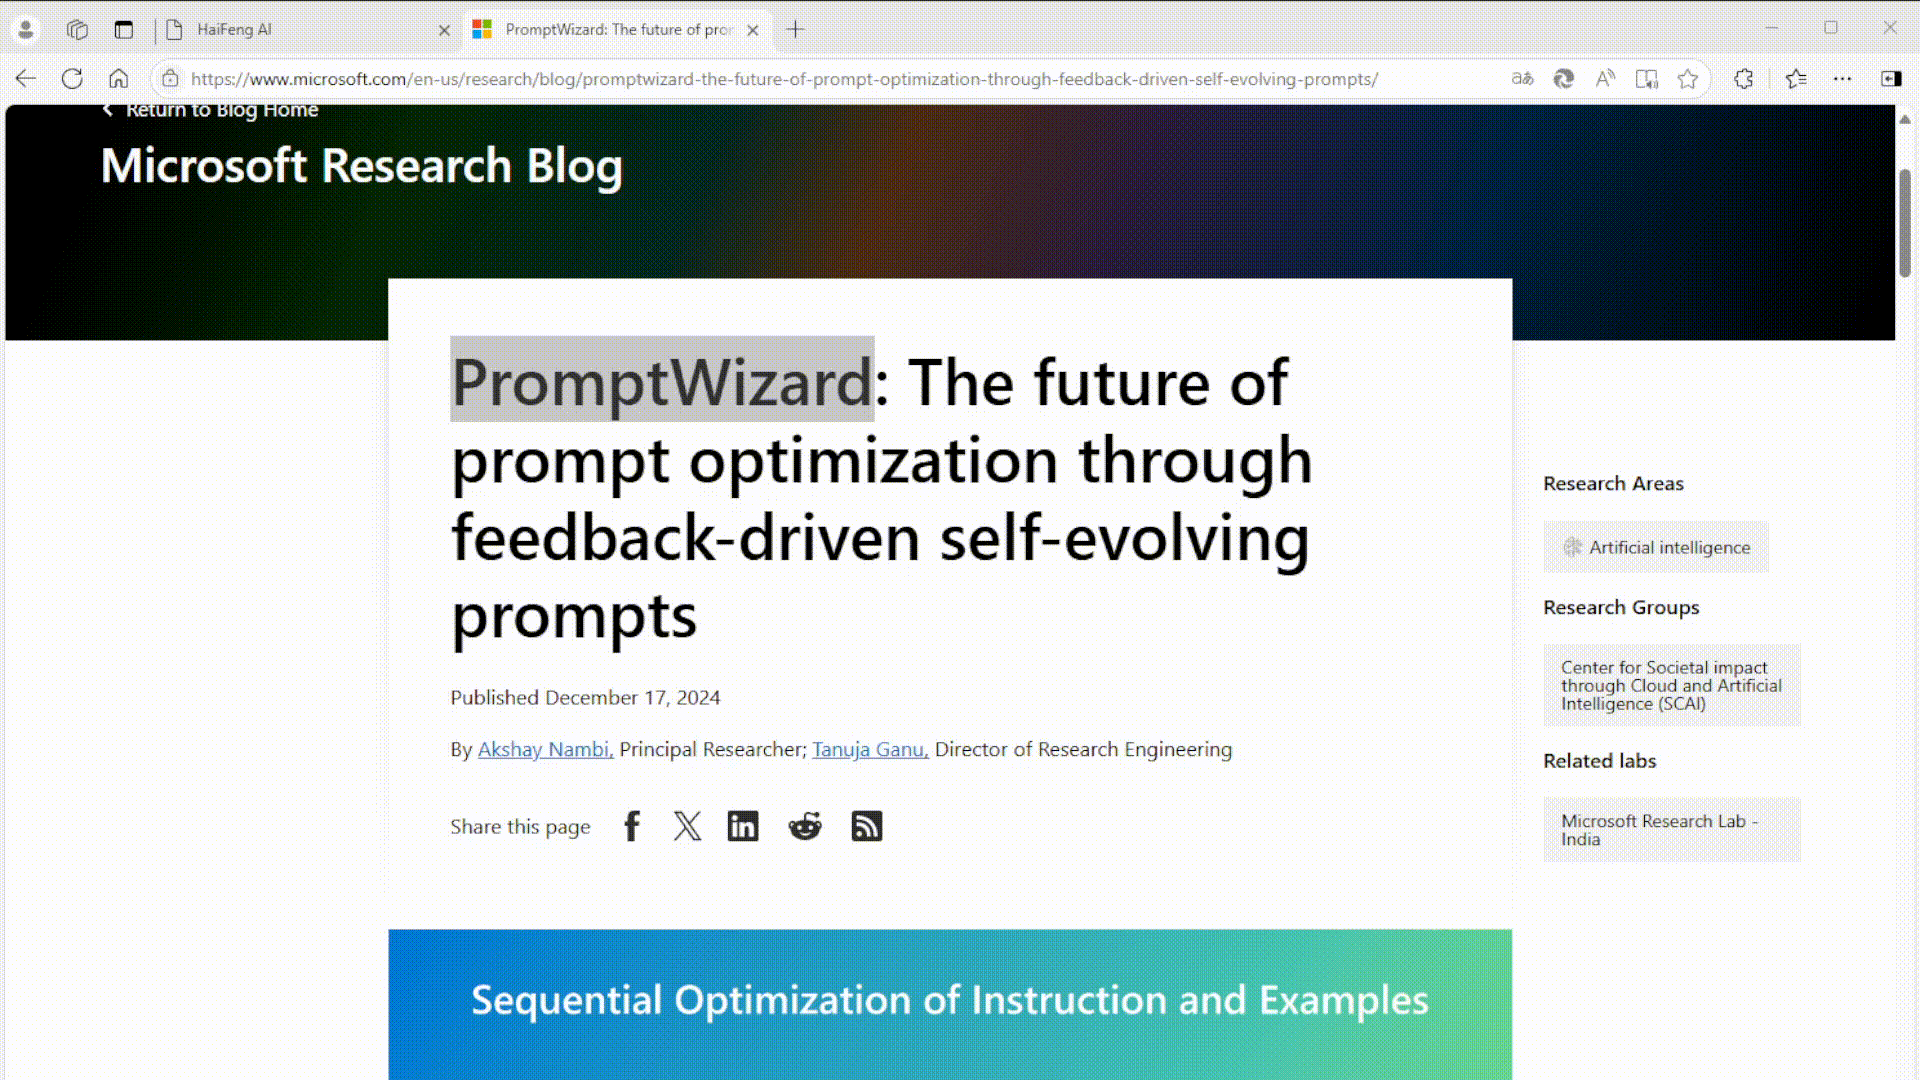 HaiFeng AI
PromptWizard: The future of pror
https://www.microsoft.com/en-us/research/blog/promptwizard-the-future-of-prompt-optimization-through-feedback-driven-self-evolving-prompts/
Return to Blog Home
Microsoft Research Blog
PromptWizard: The future of
prompt optimization through
feedback-driven self-evolving
prompts
Published December 17, 2024
By Akshay Nambi, Principal Researcher; Tanuja Ganu, Director of Research Engineering
Share this page
Research Areas
Artificial intelligence
Research Groups
Center for Societal impact
through Cloud and Artificial
Intelligence (SCAI)
Related labs
Microsoft Research Lab -
India
Sequential Optimization of Instruction and Examples